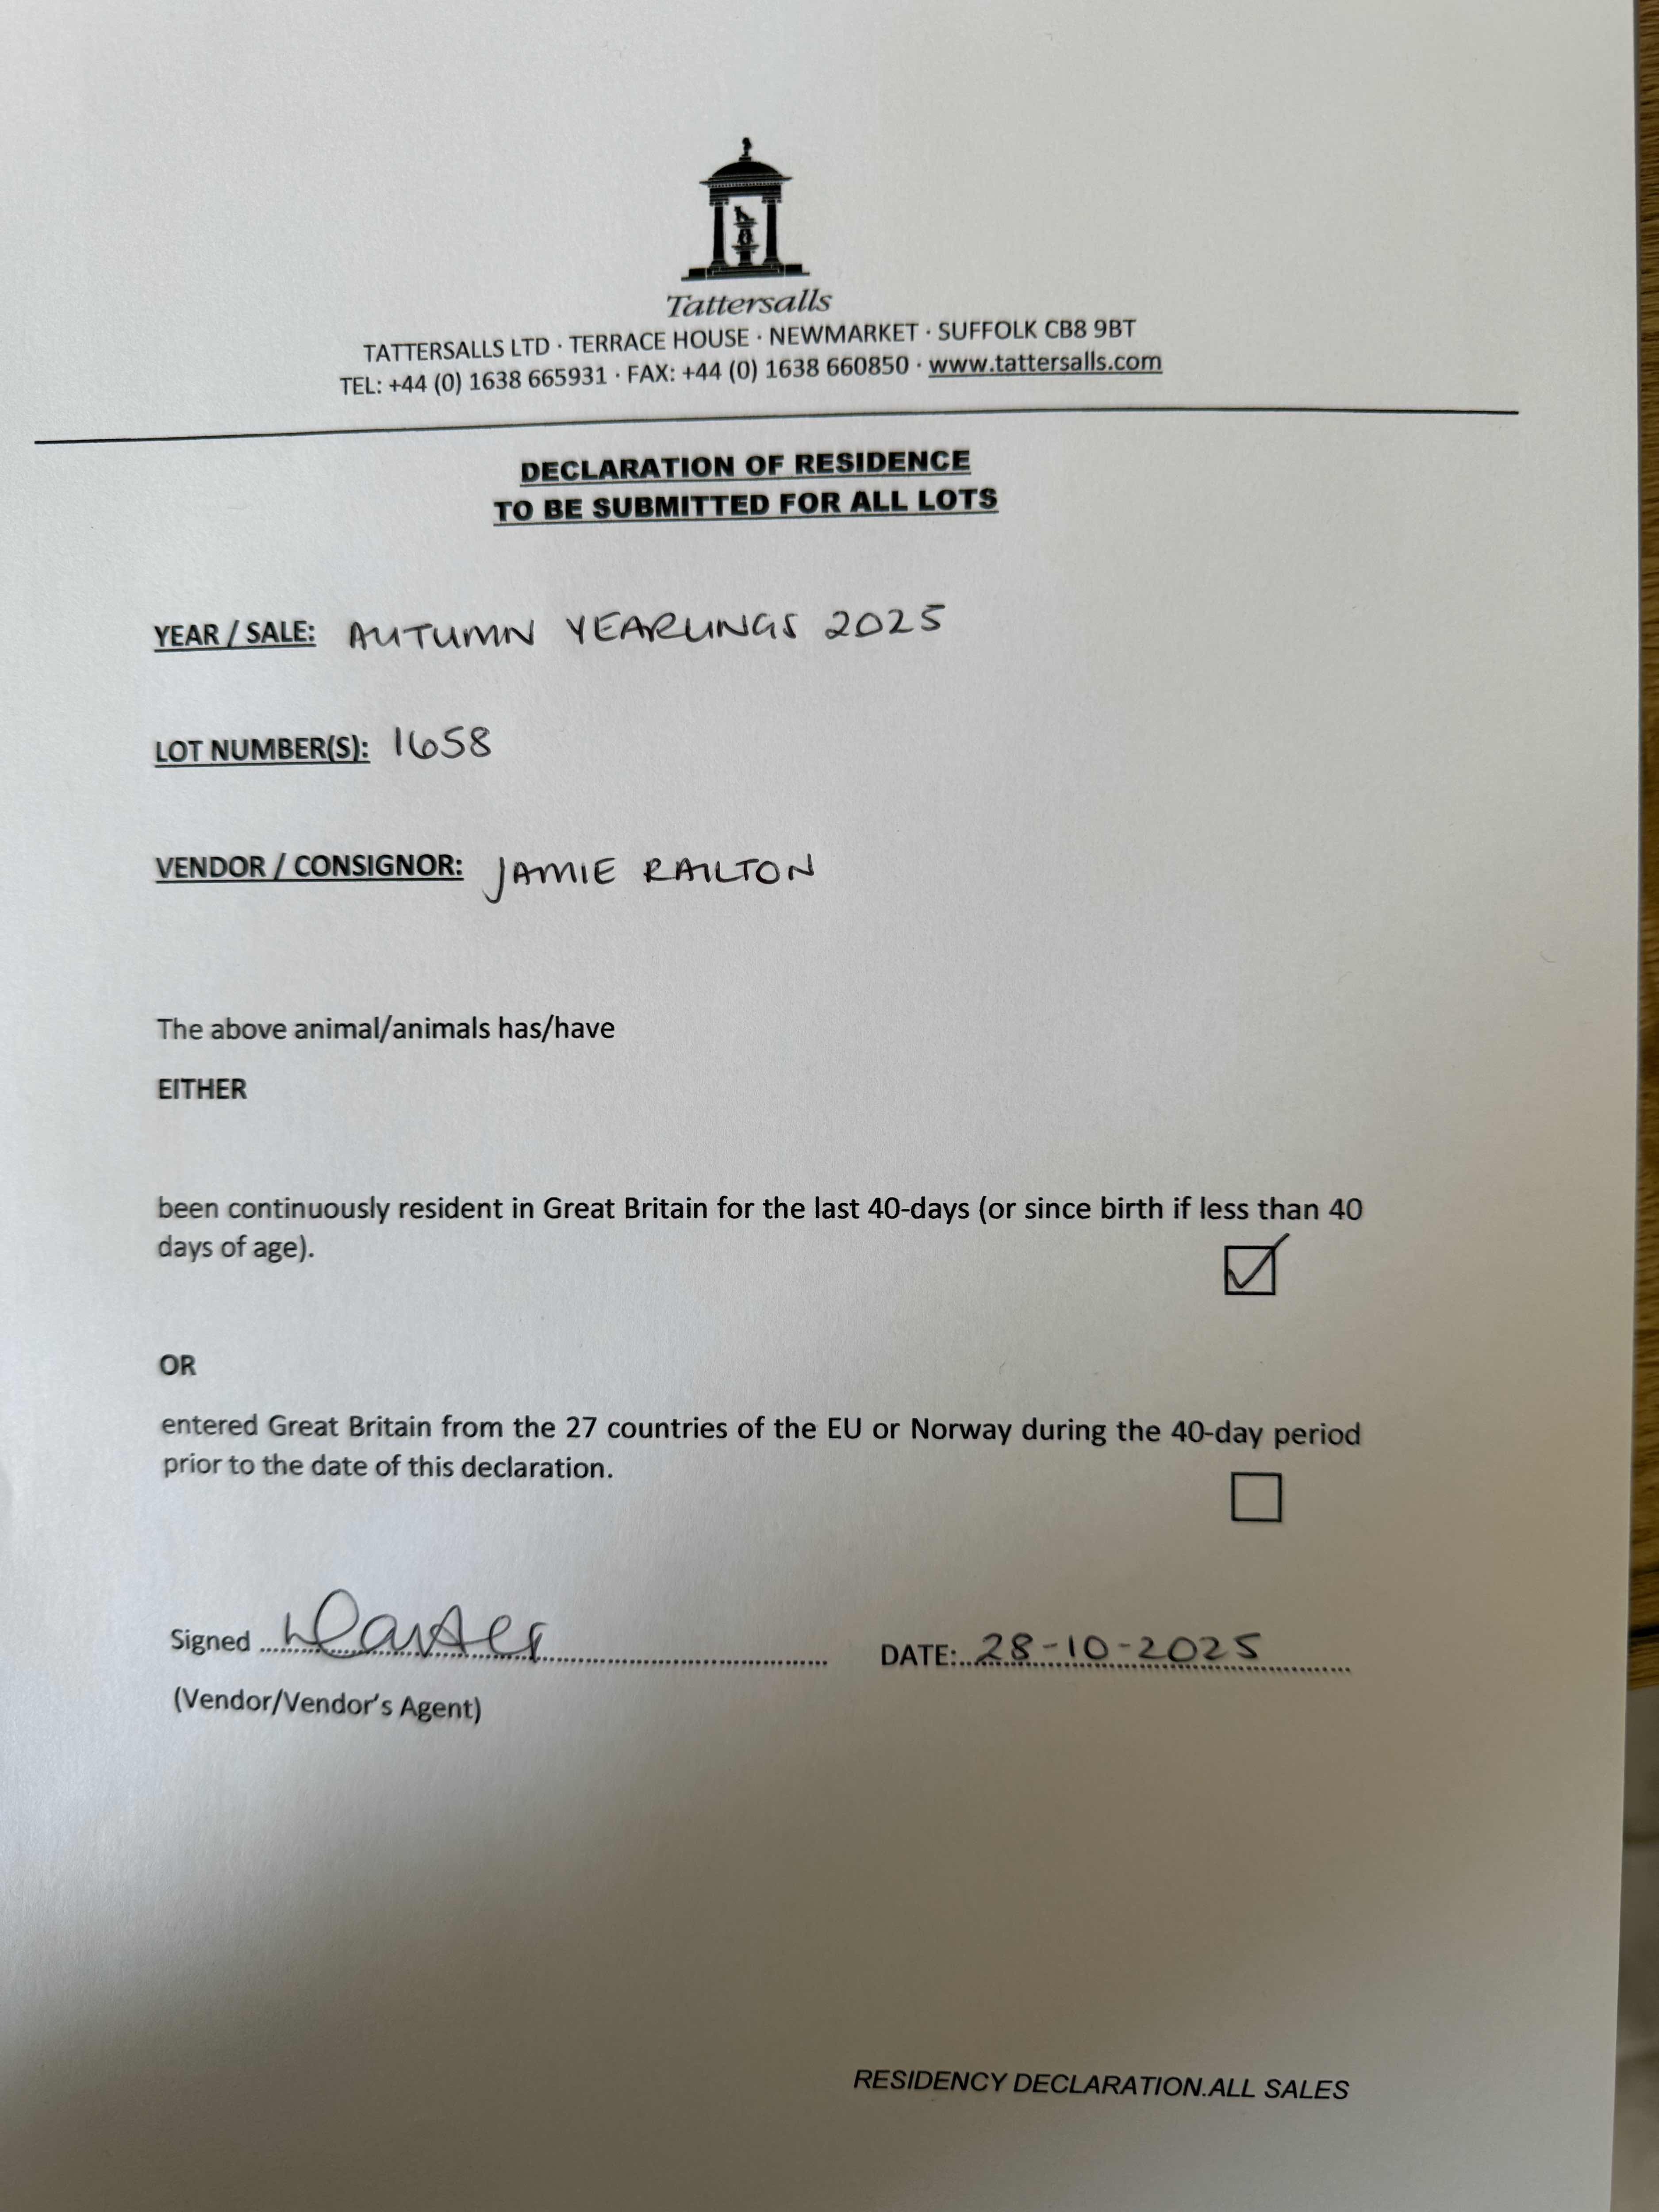 Tattersalls
TATTERSALLS LTD · TERRACE HOUSE · NEWMARKET · SUFFOLK CB8 9BT
TEL: +44 (0) 1638 665931 · FAX: +44 (0) 1638 660850 · www.tattersalls.com
DECLARATION OF RESIDENCE
TO BE SUBMITTED FOR ALL LOTS
YEAR / SALE: AUTUMN YEARLINGS 2025
LOT NUMBER(S): 1658
VENDOR / CONSIGNOR: JAMIE RAILTON
The above animal/animals has/have
EITHER
been continuously resident in Great Britain for the last 40-days (or since birth if less than 40
days of age).
OR
entered Great Britain from the 27 countries of the EU or Norway during the 40-day period
prior to the date of this declaration.
Signed DATE: 28-10-2025
(Vendor/Vendor's Agent)
RESIDENCY DECLARATION.ALL SALES